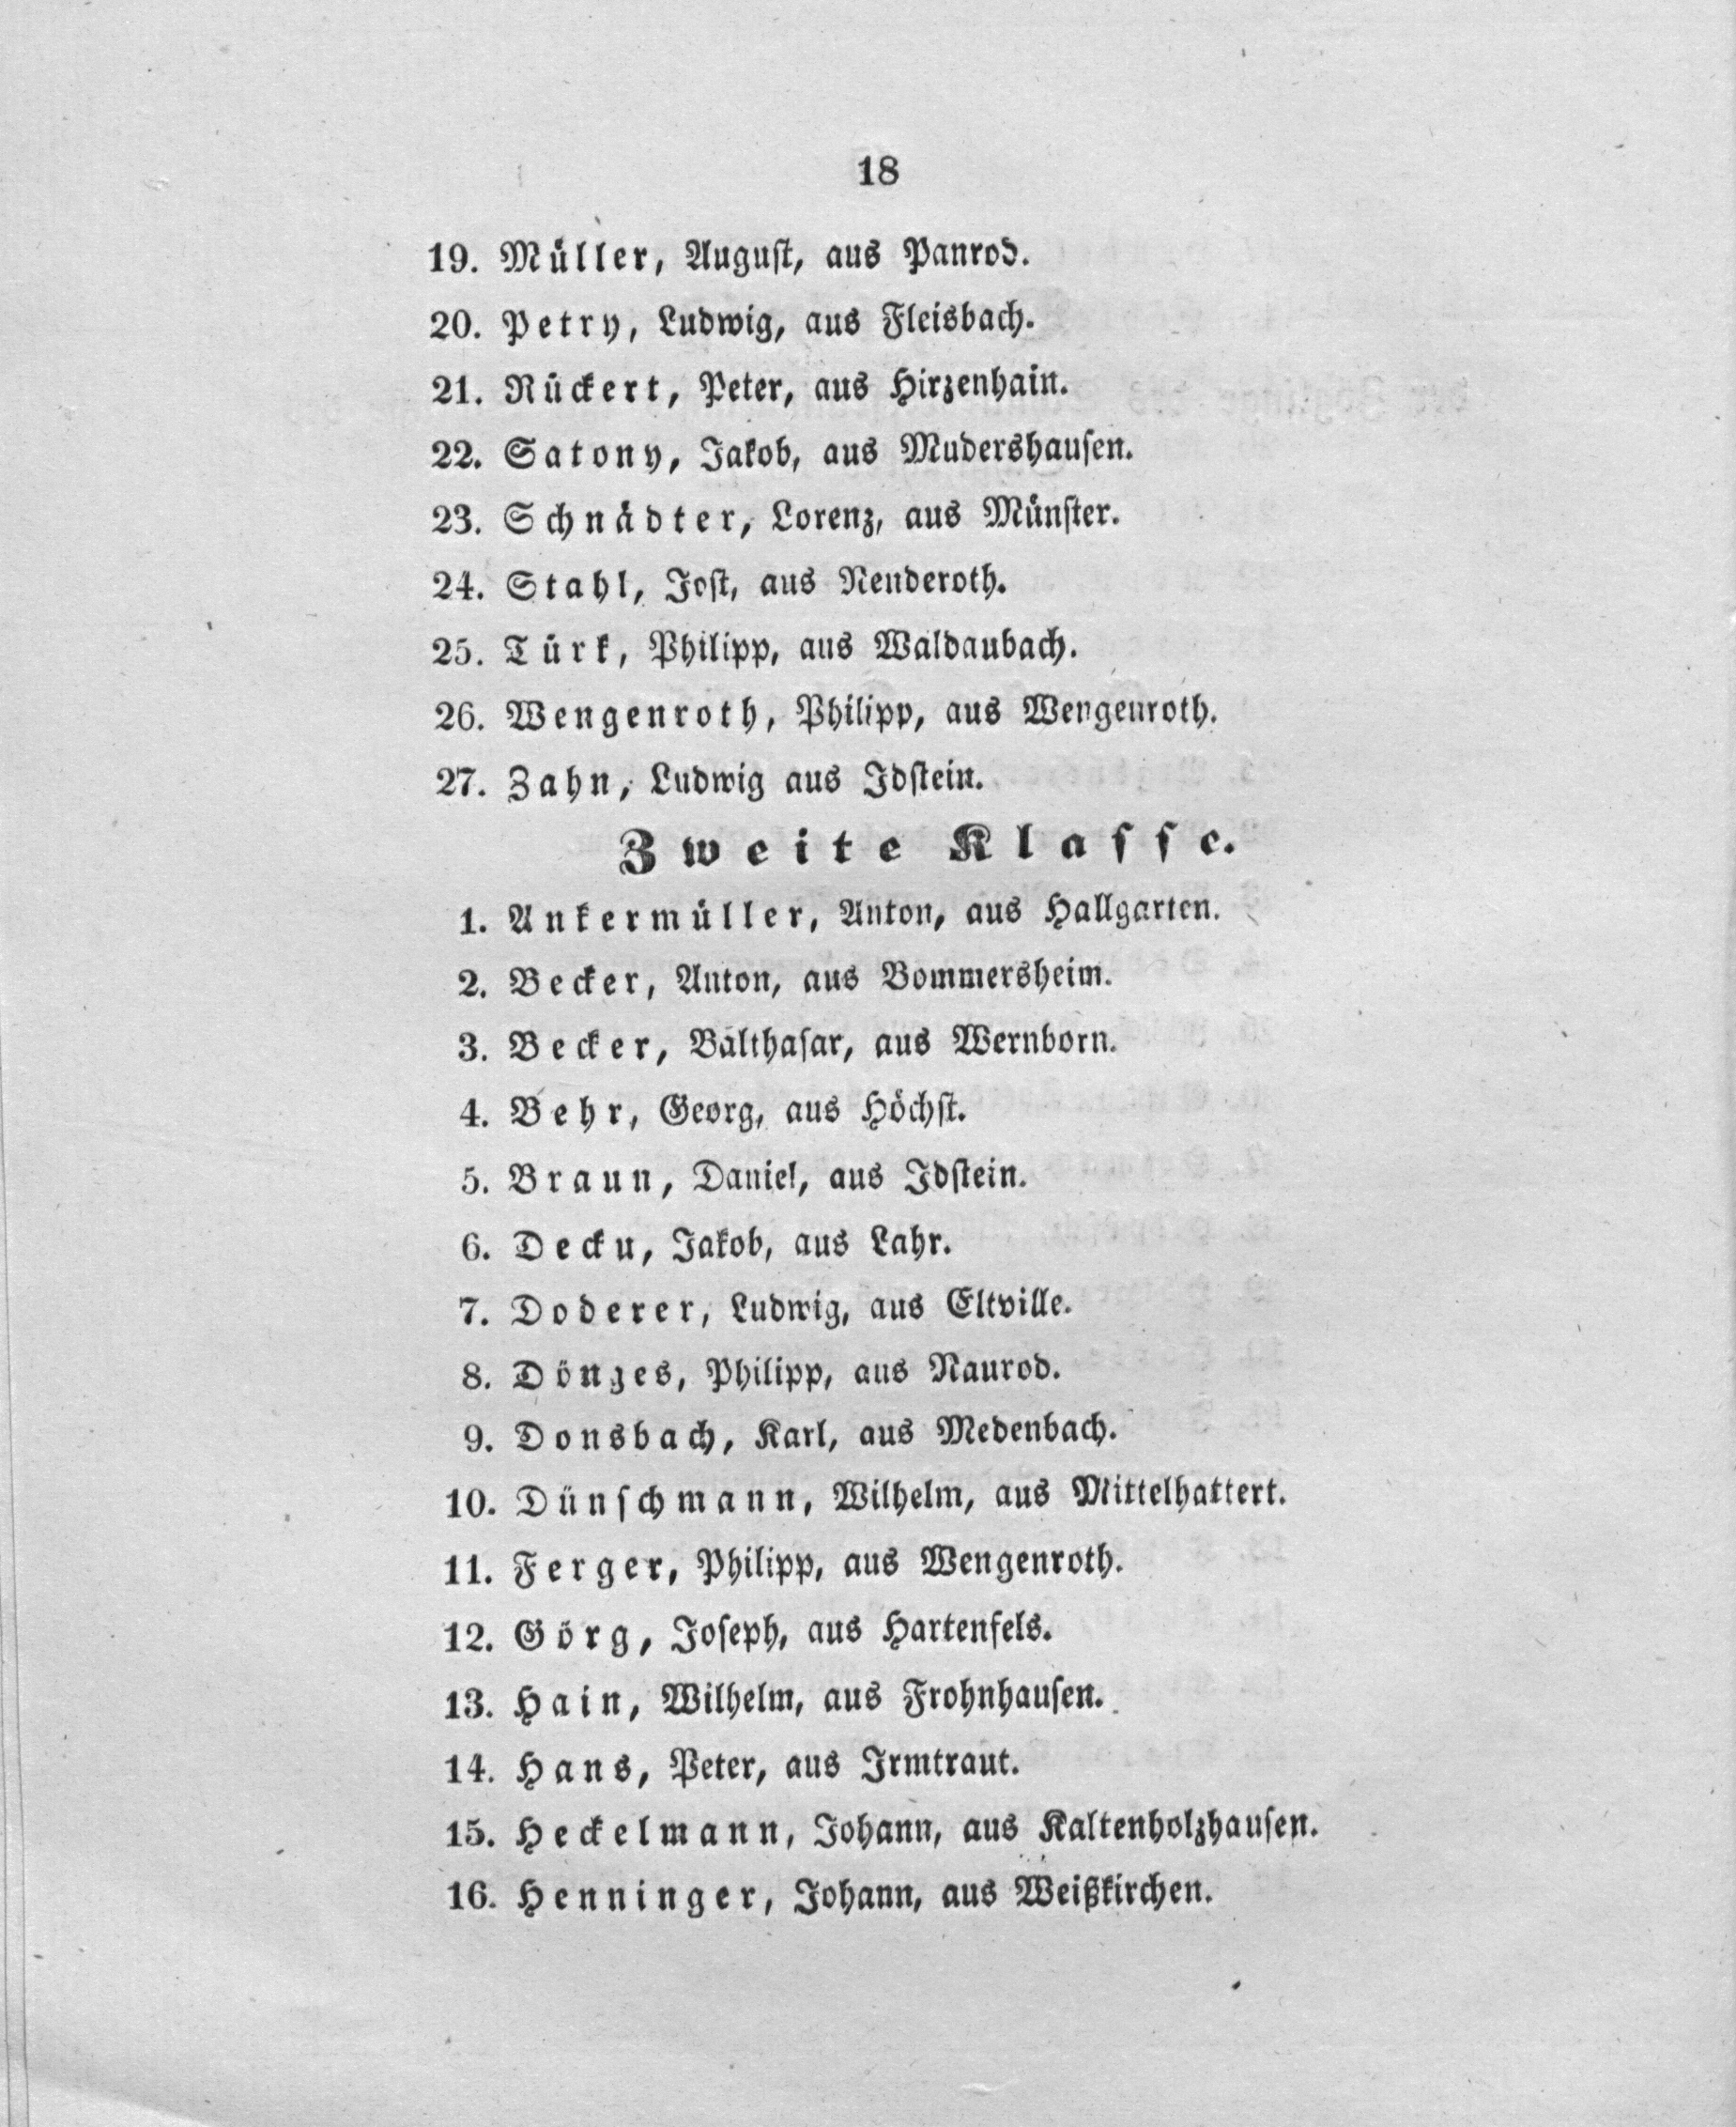 18
19. Müller, August, aus Panrod.
20. Petry, Ludwig, aus Fleisbach.
21. Rückert, Peter, aus Hirzenhain.
22. Satony, Jakob, aus Mudershausen.
23. Schnädter, Lorenz, aus Münster.
24. Stahl, Jost, aus Nenderoth.
25. Türk, Philipp, aus Waldaubach.
26. Wengenroth, Philipp, aus Wengenroth.
27. Zahn, Ludwig aus Idstein.
Zweite Klasse.
1. Ankermüller, Anton, aus Hallgarten.
2. Becker, Anton, aus Bommersheim.
3. Becker, Balthasar, aus Wernborn.
4. Behr, Georg, aus Höchst.
5. Braun, Daniel, aus Idstein.
6. Decku, Jakob, aus Lahr.
7. Doderer, Ludwig, aus Eltville.
8. Dönges, Philipp, aus Naurod.
9. Donsbach, Karl, aus Medenbach.
10. Dünschmann, Wilhelm, aus Mittelhattert.
11. Ferger, Philipp, aus Wengenroth.
12. Görg, Joseph, aus Hartenfels.
13. Hain, Wilhelm, aus Frohnhausen.
14. Hans, Peter, aus Irmtraut.
15. Heckelmann, Johann, aus Kaltenholzhausen.
16. Henninger, Johann, aus Weißkirchen.